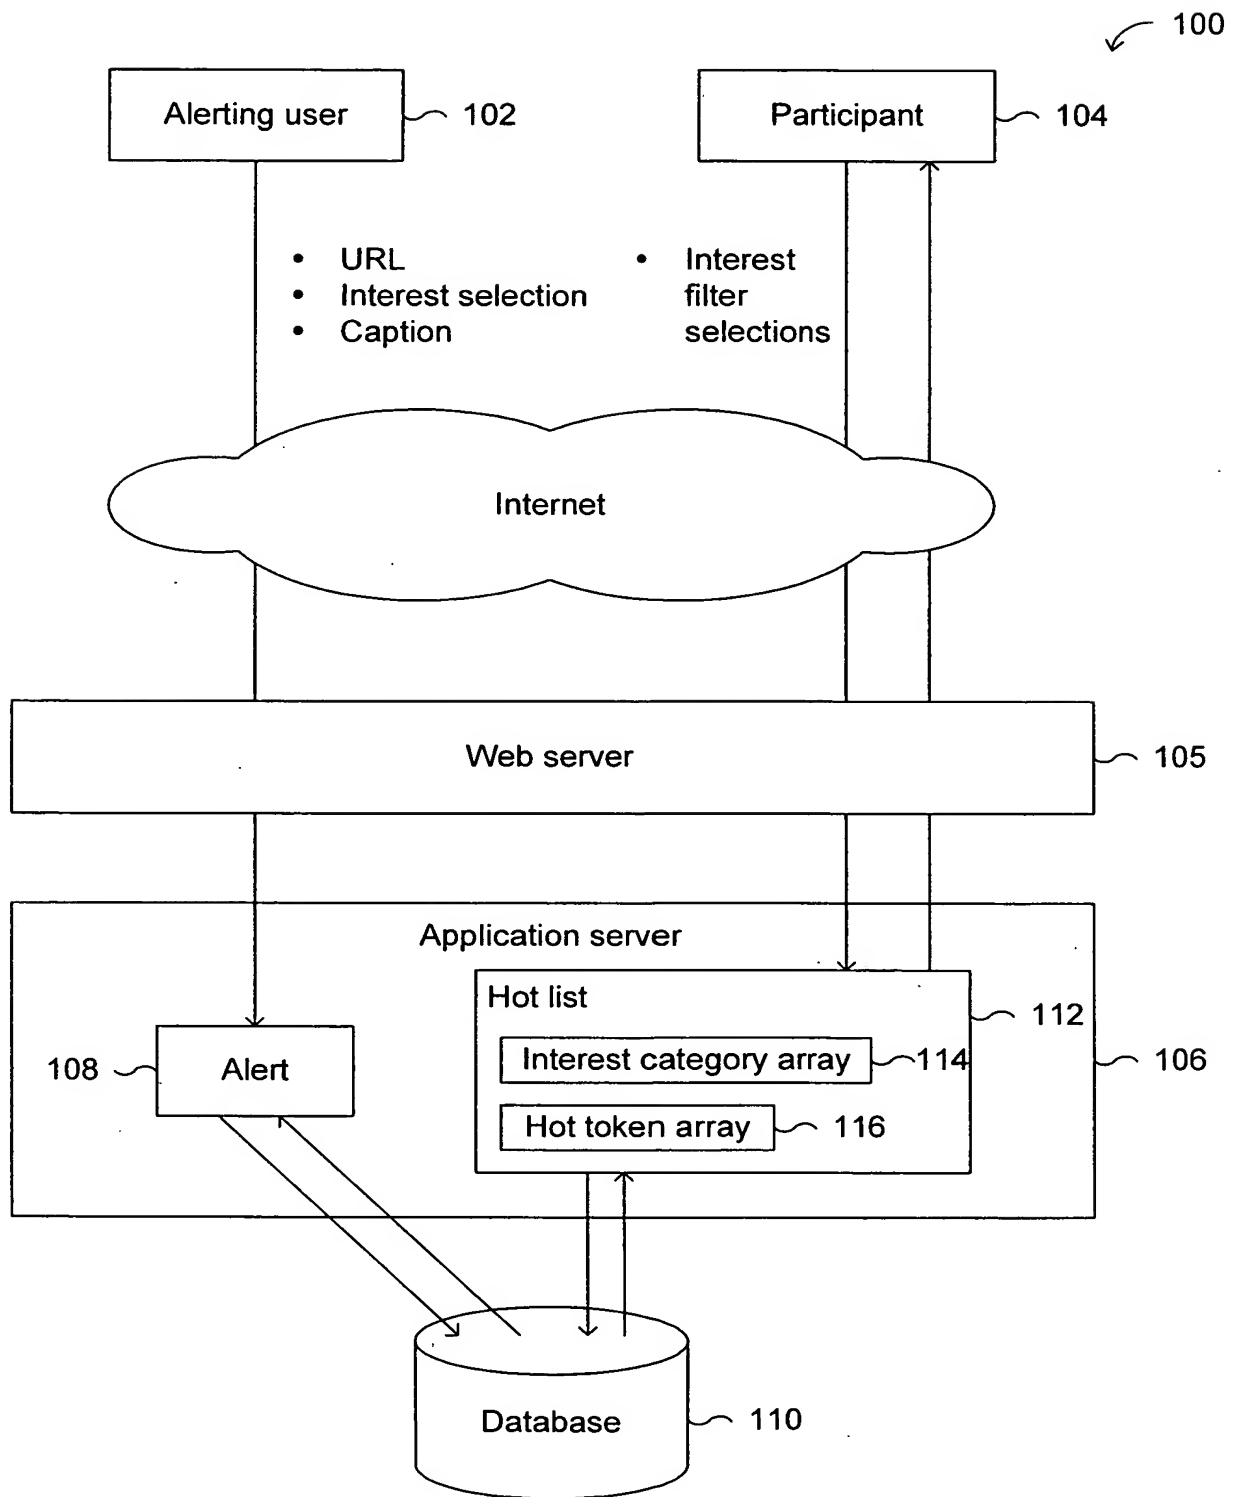 100
Alerting user
102
Participant
104
• URL
• Interest selection
• Caption
• Interest
filter
selections
Internet
Web server
105
Application server
Hot list
112
Interest category array
114
106
108
Alert
Hot token array
116
Database
110